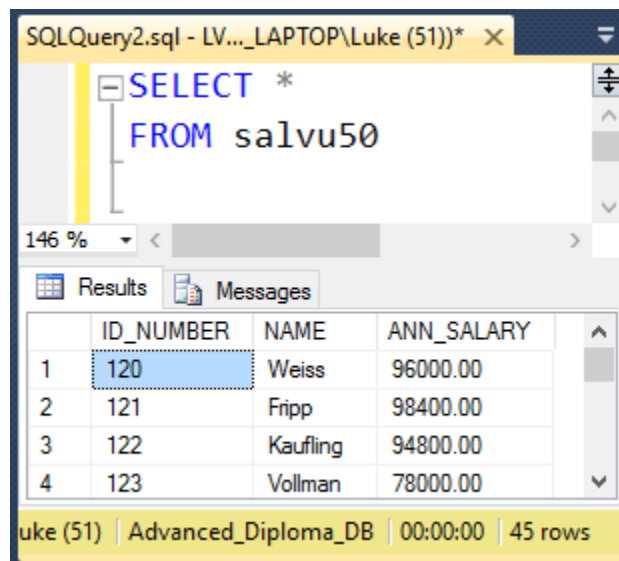 SQLQuery2.sql - LV..._LAPTOP\Luke (51))*
SELECT *
FROM salvu50
146 %
Results Messages
ID_NUMBER NAME ANN_SALARY
1 120 Weiss 96000.00
2 121 Fripp 98400.00
3 122 Kaufling 94800.00
4 123 Vollman 78000.00
uke (51) Advanced_Diploma_DB 00:00:00 45 rows